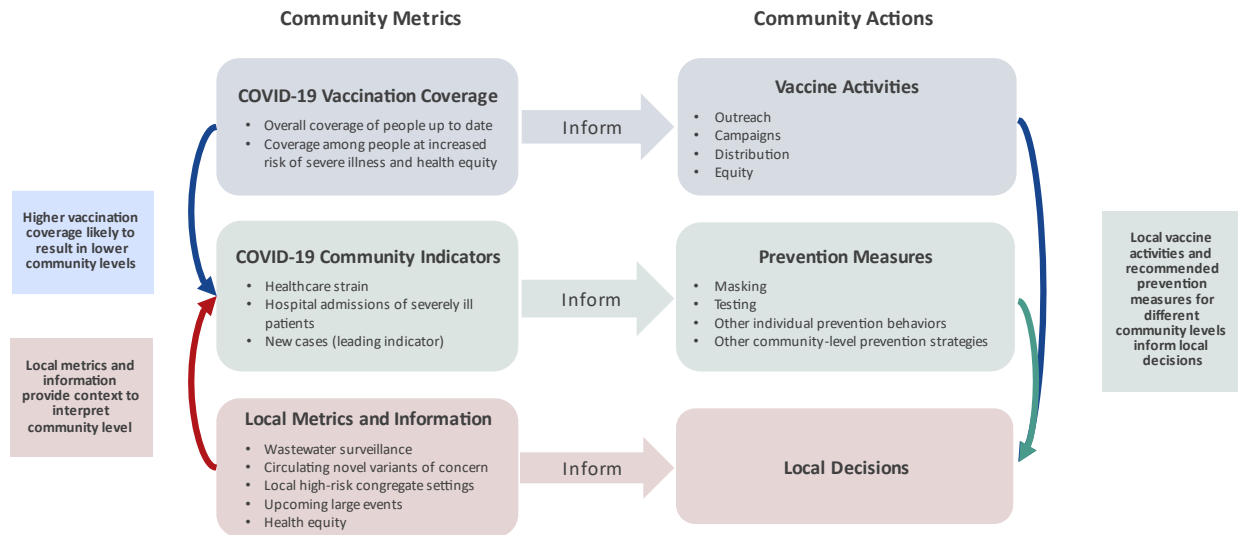 Community Metrics
Community Actions
COVID-19 Vaccination Coverage
• Overall coverage of people up to date
• Coverage among people at increased
risk of severe illness and health equity
Inform
Vaccine Activities
• Outreach
• Campaigns
• Distribution
• Equity
Higher vaccination
coverage likely to
result in lower
community levels
COVID-19 Community Indicators
• Healthcare strain
• Hospital admissions of severely ill
patients
• New cases (leading indicator)
Inform
Prevention Measures
• Masking
• Testing
• Other individual prevention behaviors
• Other community-level prevention strategies
Local vaccine
activities and
recommended
prevention
measures for
different
community levels
inform local
decisions
Local metrics and
information
provide context to
interpret
community level
Local Metrics and Information
• Wastewater surveillance
• Circulating novel variants of concern
• Local high-risk congregate settings
• Upcoming large events
• Health equity
Inform
Local Decisions